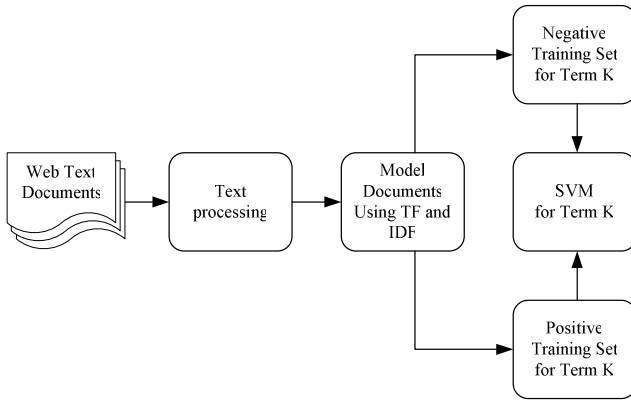 Web Text
Documents
Text
processing
Model
Documents
Using TF and
IDF
Negative
Training Set
for Term K
SVM
for Term K
Positive
Training Set
for Term K